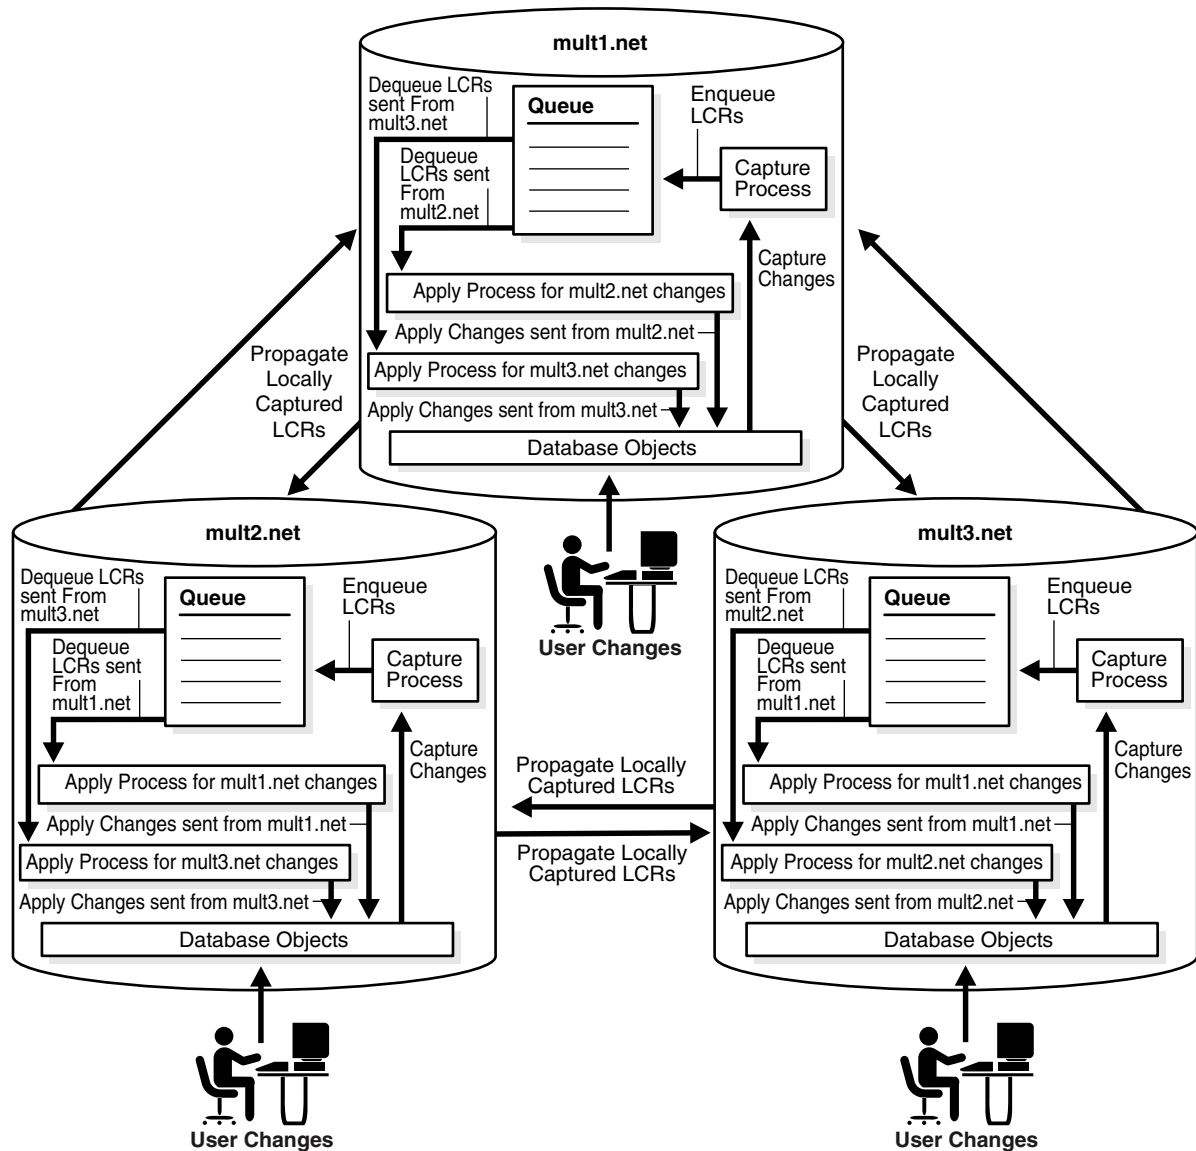 mult1.net
Dequeue LCRs
sent From
mult3.net
Queue
Enqueue
LCRs
Dequeue
LCRs sent
From
mult2.net
Capture
Process
Capture
Changes
Apply Process for mult2.net changes
Apply Changes sent from mult2.net
Apply Process for mult3.net changes
Apply Changes sent from mult3.net
Database Objects
Propagate
Locally
Captured
LCRs
Propagate
Locally
Captured
LCRs
User Changes
mult2.net
Dequeue LCRs
sent From
mult3.net
Queue
Enqueue
LCRs
Dequeue
LCRs sent
From
mult1.net
Capture
Process
Capture
Changes
Apply Process for mult1.net changes
Apply Changes sent from mult1.net
Apply Process for mult3.net changes
Apply Changes sent from mult3.net
Database Objects
User Changes
Propagate Locally
Captured LCRs
Propagate Locally
Captured LCRs
mult3.net
Dequeue LCRs
sent From
mult2.net
Queue
Enqueue
LCRs
Dequeue
LCRs sent
From
mult1.net
Capture
Process
Capture
Changes
Apply Process for mult1.net changes
Apply Changes sent from mult1.net
Apply Process for mult2.net changes
Apply Changes sent from mult2.net
Database Objects
User Changes